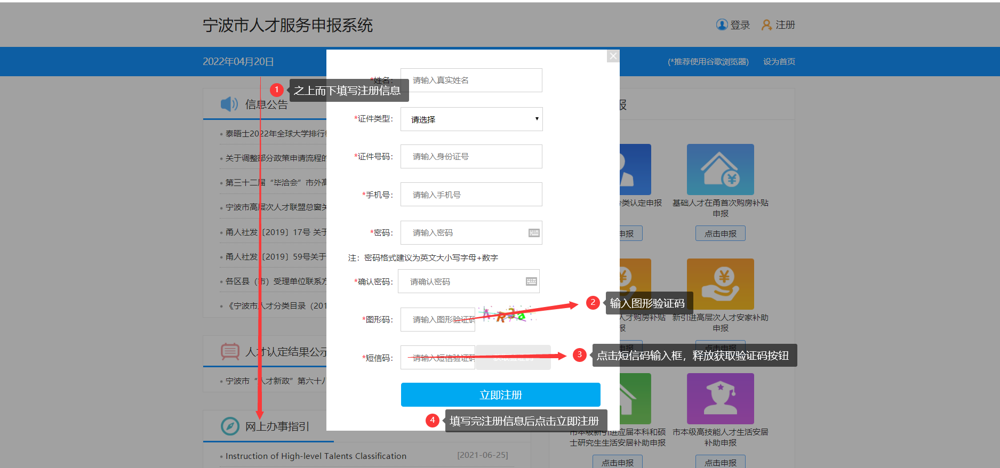 宁波市人才服务申报系统
登录 注册
2022年04月20日
(*推荐使用谷歌浏览器) 设为首页
*姓名： 请输入真实姓名
1 之上而下填写注册信息
信息公告
报
*证件类型： 请选择
泰晤士2022年全球大学排行
关于调整部分政策申请流程的
*证件号码： 请输入身份证号
第三十二届“毕洽会”市外高
*手机号： 请输入手机号
分类认定申报
基础人才在甬首次购房补贴
申报
宁波市高层次人才联盟总窗关
甬人社发〔2019〕17号 关于
*密码： 请输入密码
申报
点击申报
甬人社发〔2019〕59号关于
注：密码格式建议为英文大小写字母+数字
各区县（市）受理单位联系方
*确认密码： 请确认密码
《宁波市人才分类目录（201
2 输入图形验证码
*图形码： 请输入图形验证码
ARza
人才购房补贴
报
新引进高层次人才安家补助
申报
申报
点击申报
人才认定结果公示
*短信码： 请输入短信验证码 获取验证码
3 点击短信码输入框，释放获取验证码按钮
宁波市“人才新政”第六十八
立即注册
4 填写完注册信息后点击立即注册
网上办事指引
市本级新引进应届本科和硕
士研究生生活安居补助申报
市本级高技能人才生活安居
补助申报
Instruction of High-level Talents Classification [2021-06-25]
点击申报
点击申报